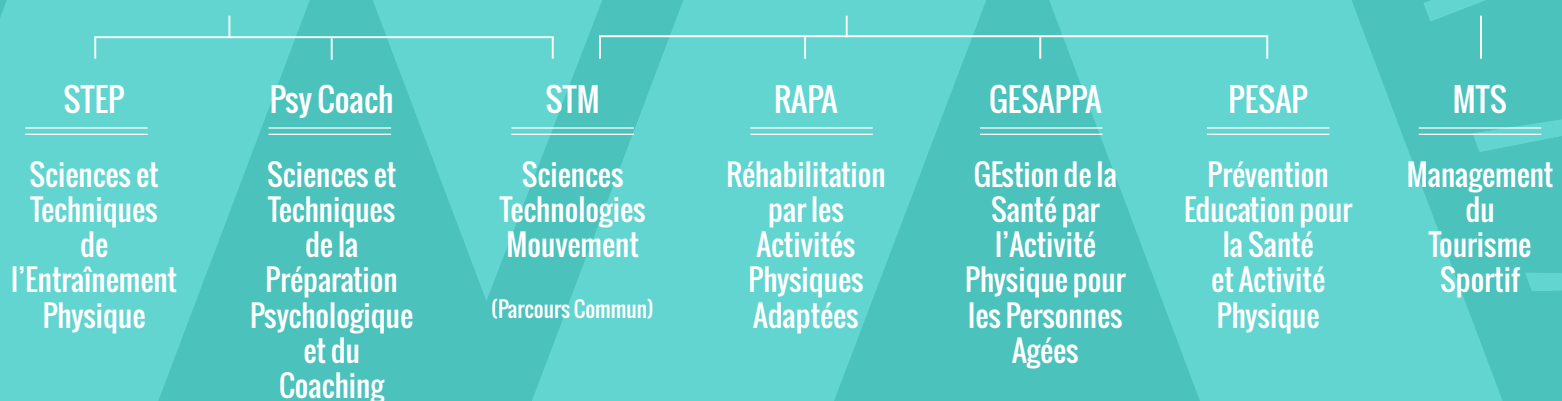 STEP
Sciences et
Techniques
de
l'Entraînement
Physique
Psy Coach
Sciences et
Techniques
de la
Préparation
Psychologique
et du
Coaching
STM
Sciences
Technologies
Mouvement
(Parcours Commun)
RAPA
Réhabilitation
par les
Activités
Physiques
Adaptées
GESAPPA
GEstion de la
Santé par
l'Activité
Physique pour
les Personnes
Agées
PESAP
Prévention
Education pour
la Santé
et Activité
Physique
MTS
Management
du
Tourisme
Sportif